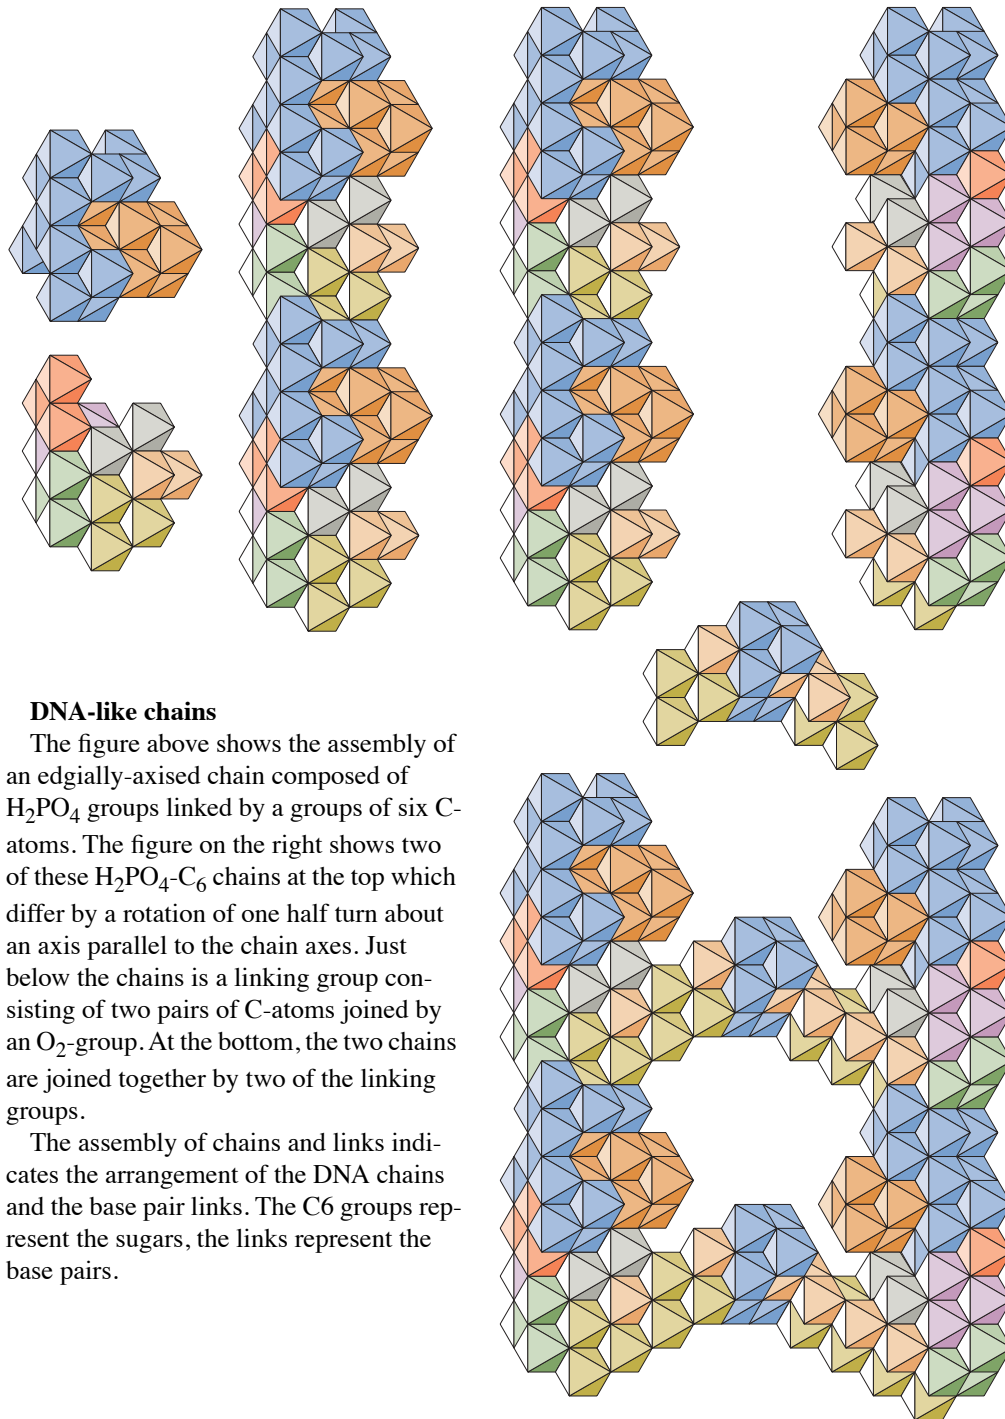 DNA-like chains
The figure above shows the assembly of
an edgially-axised chain composed of
H2PO4 groups linked by a groups of six C-
atoms. The figure on the right shows two
of these H2PO4-C6 chains at the top which
differ by a rotation of one half turn about
an axis parallel to the chain axes. Just
below the chains is a linking group con-
sisting of two pairs of C-atoms joined by
an O2-group. At the bottom, the two chains
are joined together by two of the linking
groups.
The assembly of chains and links indi-
cates the arrangement of the DNA chains
and the base pair links. The C6 groups rep-
resent the sugars, the links represent the
base pairs.